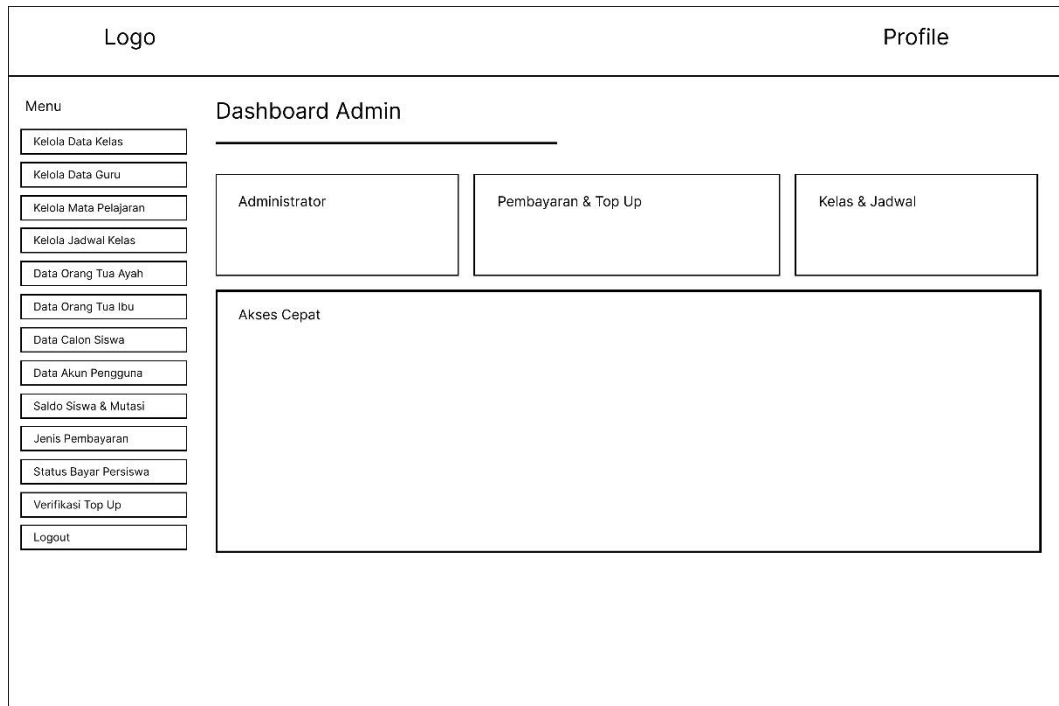 Logo
Profile
Menu
Kelola Data Kelas
Kelola Data Guru
Kelola Mata Pelajaran
Kelola Jadwal Kelas
Data Orang Tua Ayah
Data Orang Tua Ibu
Data Calon Siswa
Data Akun Pengguna
Saldo Siswa & Mutasi
Jenis Pembayaran
Status Bayar Persiswa
Verifikasi Top Up
Logout
Dashboard Admin
Administrator
Pembayaran & Top Up
Kelas & Jadwal
Akses Cepat